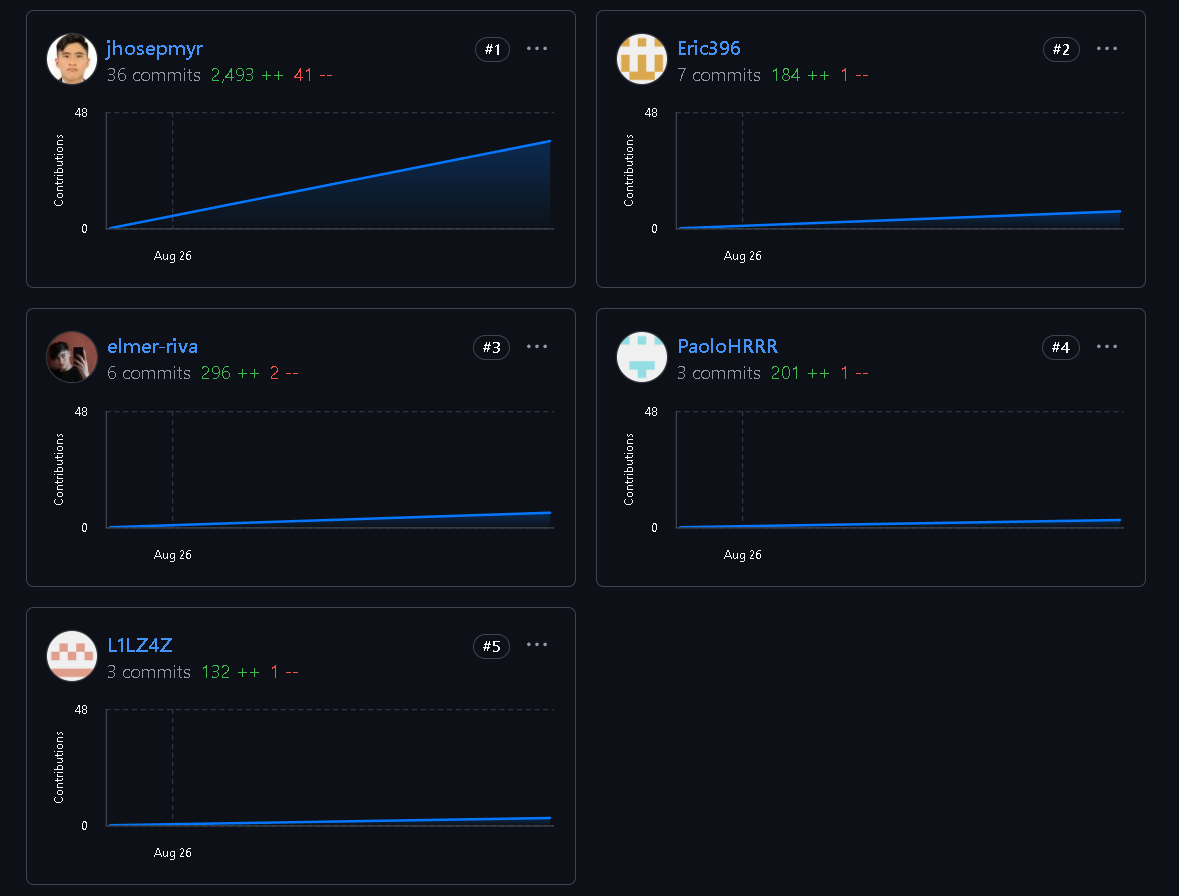 jhosepmyr #1 ···
36 commits 2,493 ++ 41 --
48
Contributions
0
Aug 26
Eric396 #2 ···
7 commits 184 ++ 1 --
48
Contributions
0
Aug 26
elmer-riva #3 ···
6 commits 296 ++ 2 --
48
Contributions
0
Aug 26
PaoloHRRR #4 ···
3 commits 201 ++ 1 --
48
Contributions
0
Aug 26
L1LZ4Z #5 ···
3 commits 132 ++ 1 --
48
Contributions
0
Aug 26